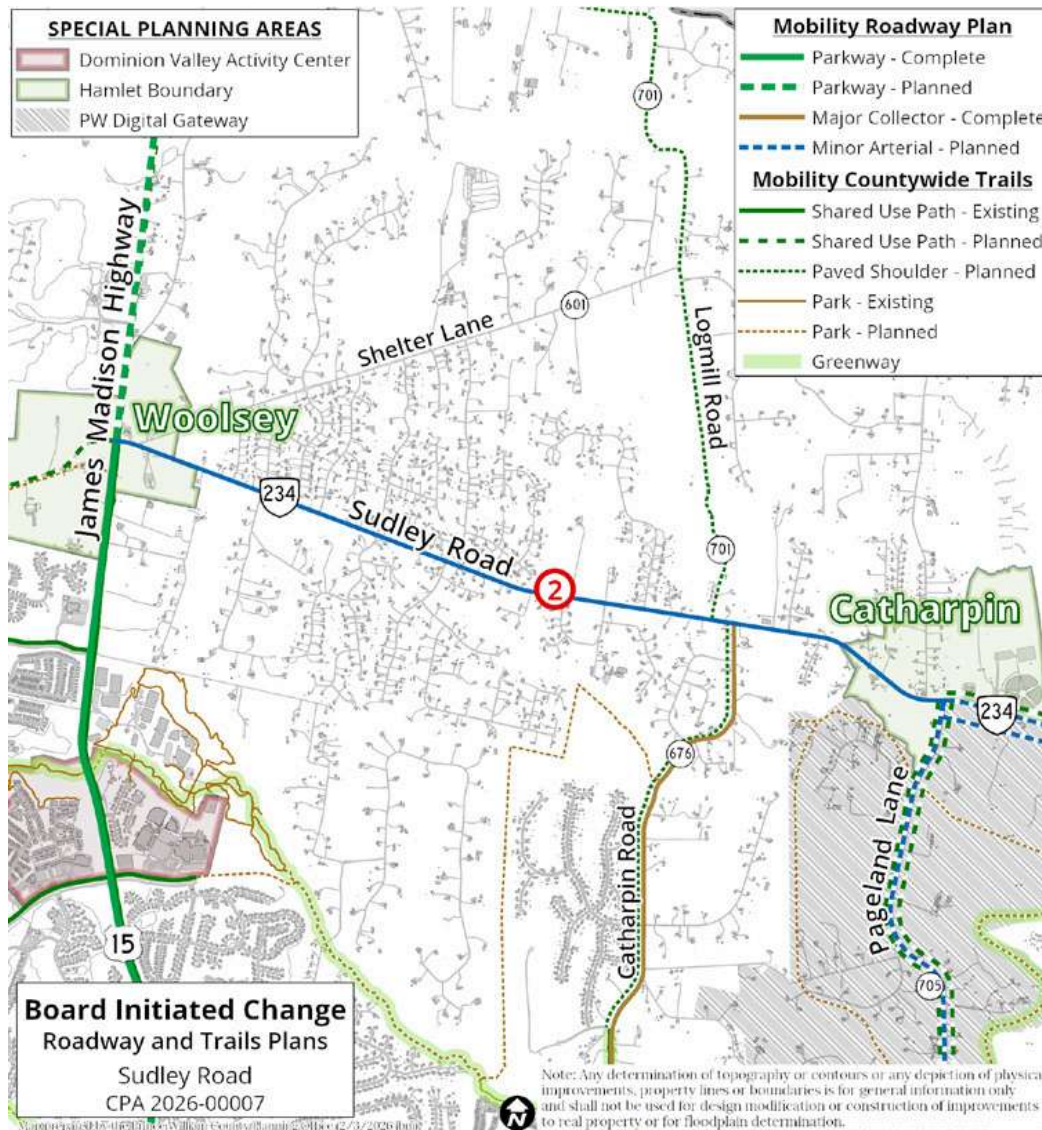 SPECIAL PLANNING AREAS
Dominion Valley Activity Center
Hamlet Boundary
PW Digital Gateway
Mobility Roadway Plan
Parkway - Complete
Parkway - Planned
Major Collector - Complete
Minor Arterial - Planned
Mobility Countywide Trails
Shared Use Path - Existing
Shared Use Path - Planned
Paved Shoulder - Planned
Park - Existing
Park - Planned
Greenway
701
James Madison Highway
601
Shelter Lane
Logmill Road
Woolsey
234
Sudley Road
701
2
Catharpin
234
676
Catharpin Road
Pageland Lane
705
15
Board Initiated Change
Roadway and Trails Plans
Sudley Road
CPA 2026-00007
N
Note: Any determination of topography or contours or any depiction of physical
improvements, property lines or boundaries is for general information only
and shall not be used for design modification or construction of improvements
to real property or for floodplain determination.